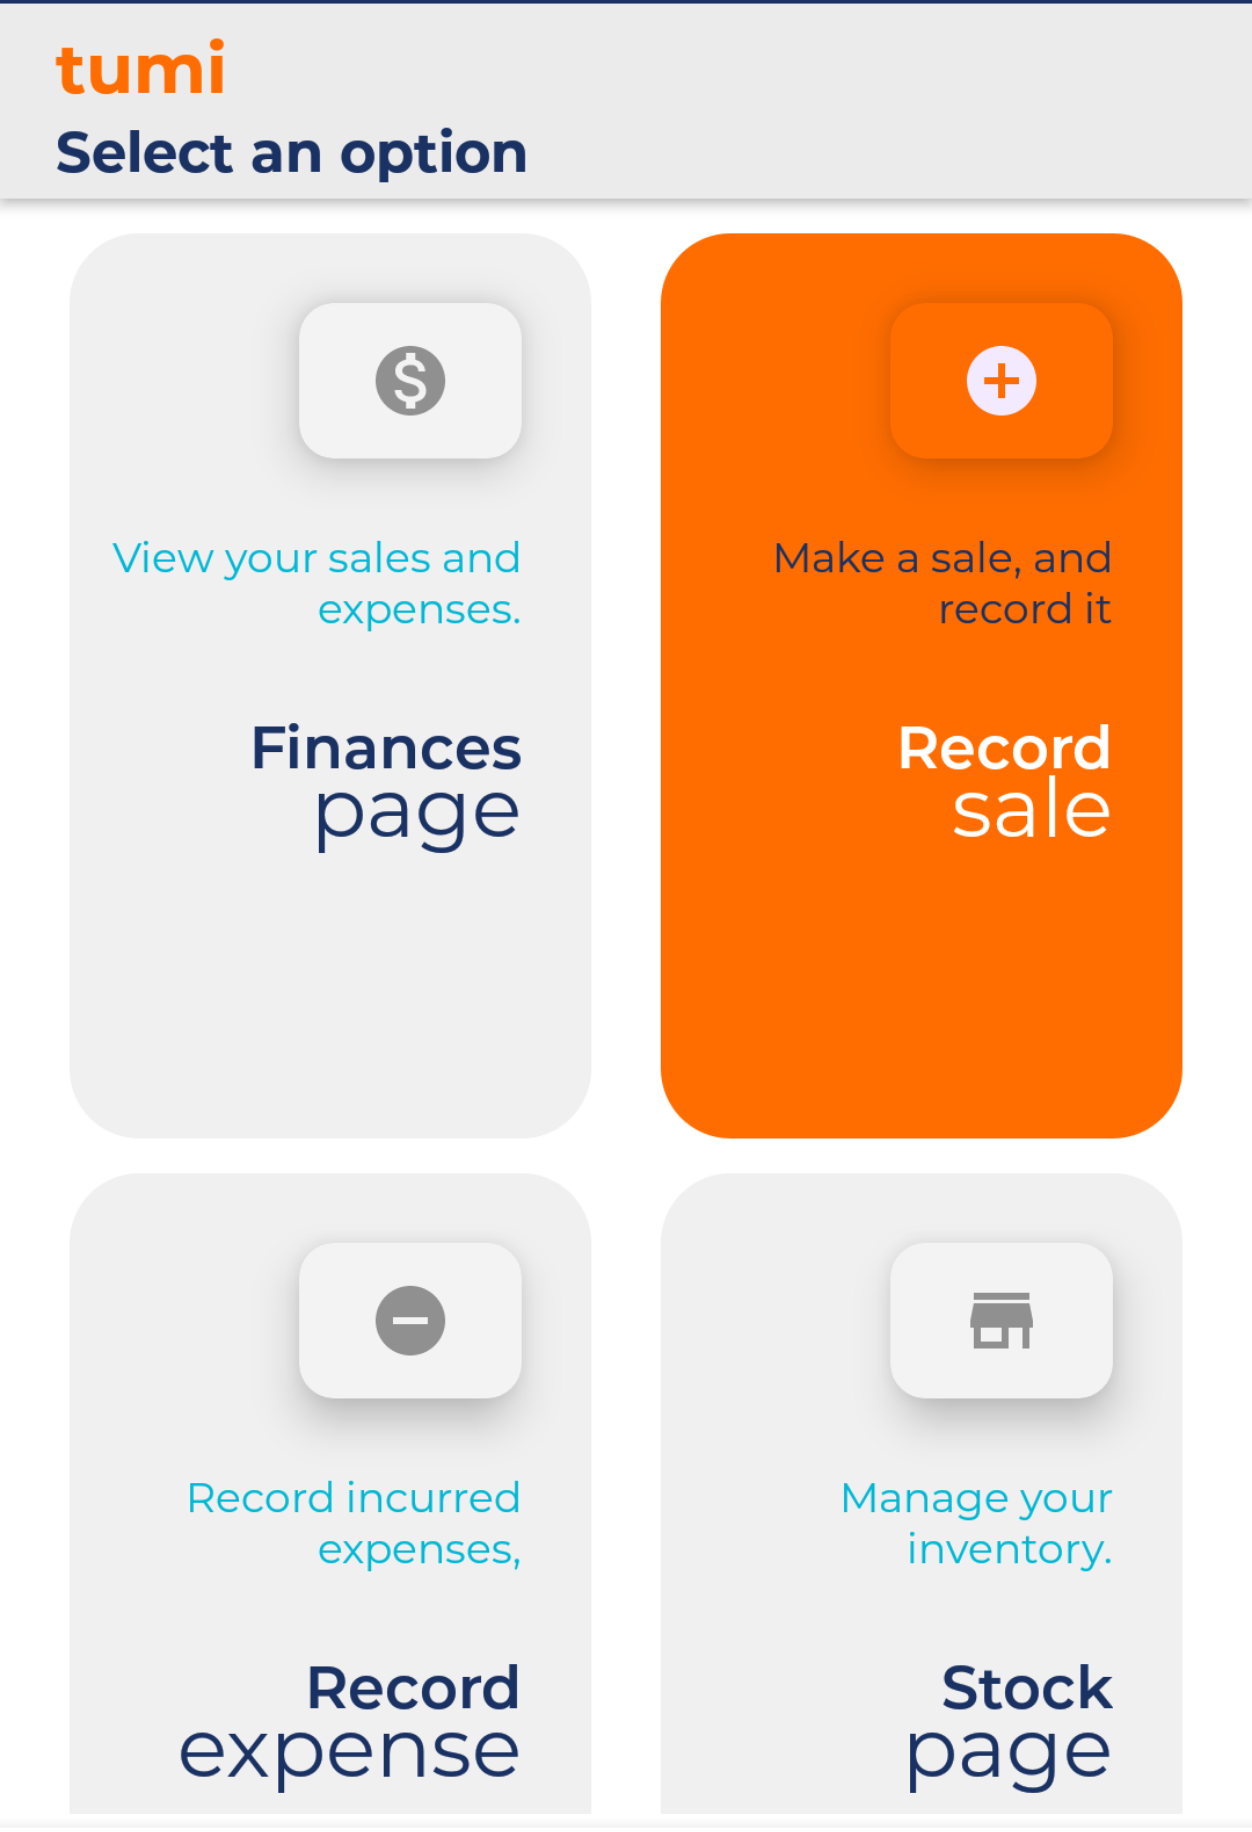 tumi
Select an option
View your sales and
expenses.
Finances
page
Make a sale, and
record it
Record
sale
Record incurred
expenses,
Record
expense
Manage your
inventory.
Stock
page